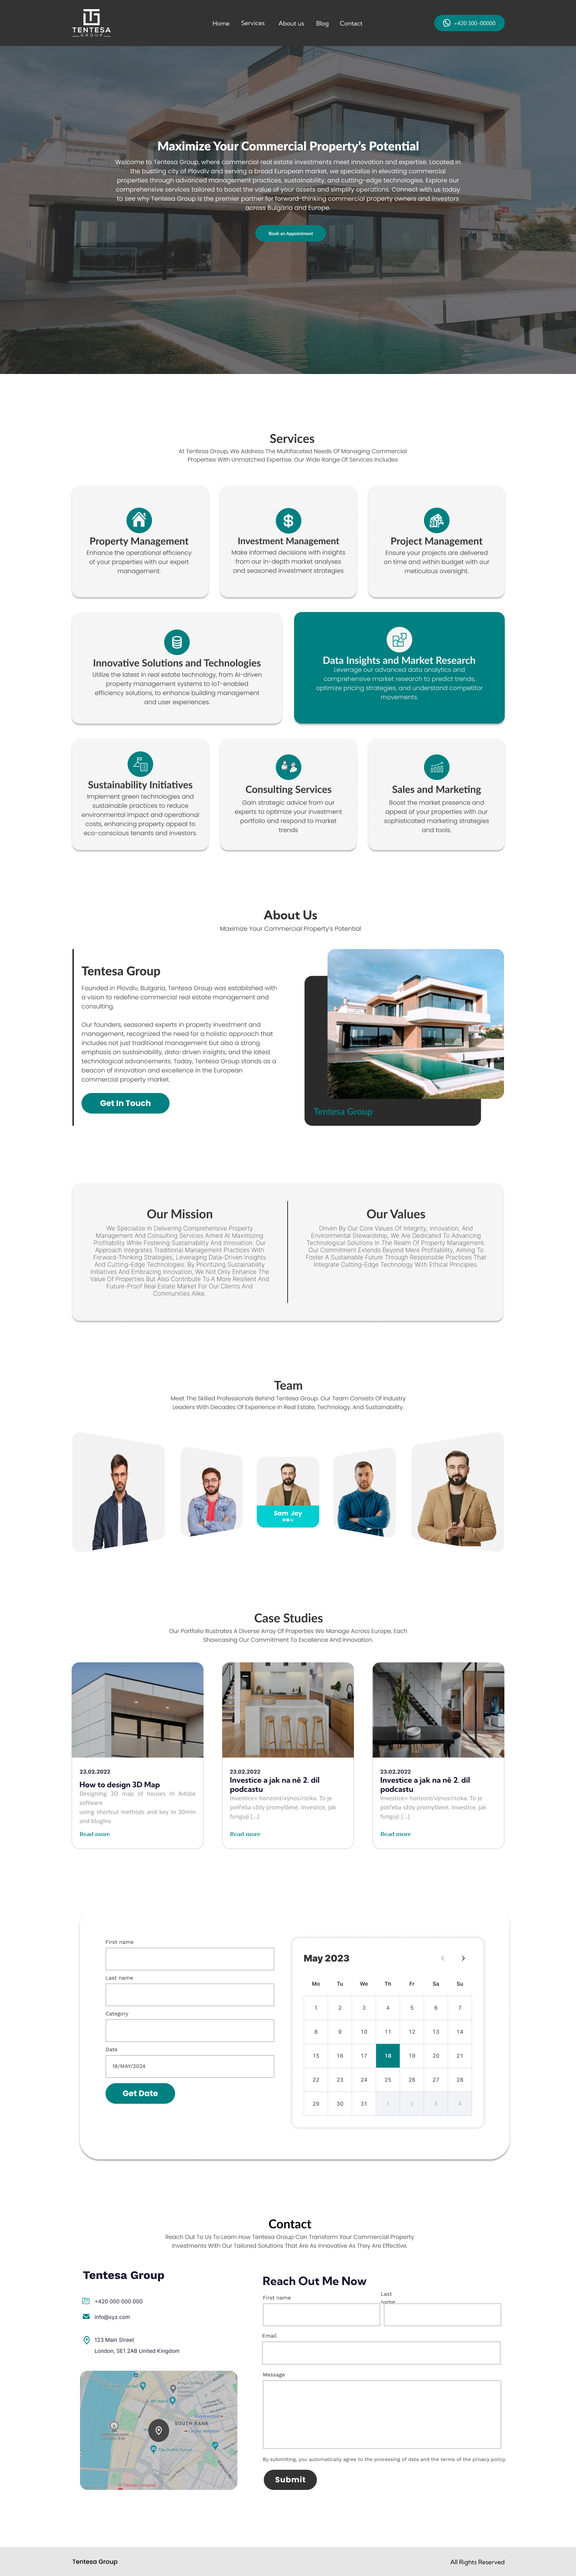 TENTESA
GROUP
Home
Services
About us
Blog
Contact
+420 300-00000
Maximize Your Commercial Property's Potential
Welcome to Tentesa Group, where commercial real estate investments meet innovation and expertise. Located in
the bustling city of Plovdiv and serving a broad European market, we specialize in elevating commercial
properties through advanced management practices, sustainability, and cutting-edge technologies. Explore our
comprehensive services tailored to boost the value of your assets and simplify operations. Connect with us today
to see why Tentesa Group is the premier partner for forward-thinking commercial property owners and investors
across Bulgaria and Europe.
Book an Appointment
Services
At Tentesa Group, We Address The Multifaceted Needs Of Managing Commercial
Properties With Unmatched Expertise. Our Wide Range Of Services Includes
Property Management
Enhance the operational efficiency
of your properties with our expert
management.
Investment Management
Make informed decisions with insights
from our in-depth market analyses
and seasoned investment strategies
Project Management
Ensure your projects are delivered
on time and within budget with our
meticulous oversight.
Innovative Solutions and Technologies
Utilize the latest in real estate technology, from AI-driven
property management systems to IoT-enabled
efficiency solutions, to enhance building management
and user experiences.
Data Insights and Market Research
Leverage our advanced data analytics and
comprehensive market research to predict trends,
optimize pricing strategies, and understand competitor
movements.
Sustainability Initiatives
Implement green technologies and
sustainable practices to reduce
environmental impact and operational
costs, enhancing property appeal to
eco-conscious tenants and investors.
Consulting Services
Gain strategic advice from our
experts to optimize your investment
portfolio and respond to market
trends
Sales and Marketing
Boost the market presence and
appeal of your properties with our
sophisticated marketing strategies
and tools.
About Us
Maximize Your Commercial Property's Potential
Tentesa Group
Founded in Plovdiv, Bulgaria, Tentesa Group was established with
a vision to redefine commercial real estate management and
consulting.
Our founders, seasoned experts in property investment and
management, recognized the need for a holistic approach that
includes not just traditional management but also a strong
emphasis on sustainability, data-driven insights, and the latest
technological advancements. Today, Tentesa Group stands as a
beacon of innovation and excellence in the European
commercial property market.
Get In Touch
Tentesa Group
Our Mission
We Specialize In Delivering Comprehensive Property
Management And Consulting Services Aimed At Maximizing
Profitability While Fostering Sustainability And Innovation. Our
Approach Integrates Traditional Management Practices With
Forward-Thinking Strategies, Leveraging Data-Driven Insights
And Cutting-Edge Technologies. By Prioritizing Sustainability
Initiatives And Embracing Innovation, We Not Only Enhance The
Value Of Properties But Also Contribute To A More Resilient And
Future-Proof Real Estate Market For Our Clients And
Communities Alike.
Our Values
Driven By Our Core Values Of Integrity, Innovation, And
Environmental Stewardship, We Are Dedicated To Advancing
Technological Solutions In The Realm Of Property Management.
Our Commitment Extends Beyond Mere Profitability, Aiming To
Foster A Sustainable Future Through Responsible Practices That
Integrate Cutting-Edge Technology With Ethical Principles.
Team
Meet The Skilled Professionals Behind Tentesa Group. Our Team Consists Of Industry
Leaders With Decades Of Experience In Real Estate, Technology, And Sustainability.
Sam Joy
Case Studies
Our Portfolio Illustrates A Diverse Array Of Properties We Manage Across Europe, Each
Showcasing Our Commitment To Excellence And Innovation.
23.02.2022
How to design 3D Map
Designing 3D map of houses in Adobe
software
using shortcut methods and key in 30mm
and blugins
Read more
23.02.2022
Investice a jak na ně 2. díl
podcastu
Investice= horizont/výnos/rizika. To je
potřeba vždy promyšlené. Investice, jak
fungují [...]
Read more
23.02.2022
Investice a jak na ně 2. díl
podcastu
Investice= horizont/výnos/rizika. To je
potřeba vždy promyšlené. Investice, jak
fungují [...]
Read more
First name
Last name
Category
Date
18/MAY/2024
Get Date
May 2023
Mo Tu We Th Fr Sa Su
1 2 3 4 5 6 7
8 9 10 11 12 13 14
15 16 17 18 19 20 21
22 23 24 25 26 27 28
29 30 31 1 2 3 4
Contact
Reach Out To Us To Learn How Tentesa Group Can Transform Your Commercial Property
Investments With Our Tailored Solutions That Are As Innovative As They Are Effective.
Tentesa Group
+420 000 000 000
info@xyz.com
123 Main Street
London, SE1 2AB United Kingdom
SOUTH BANK
Reach Out Me Now
First name
Last
name
Email
Message
By submitting, you automatically agree to the processing of data and the terms of the privacy policy.
Submit
Tentesa Group
All Rights Reserved